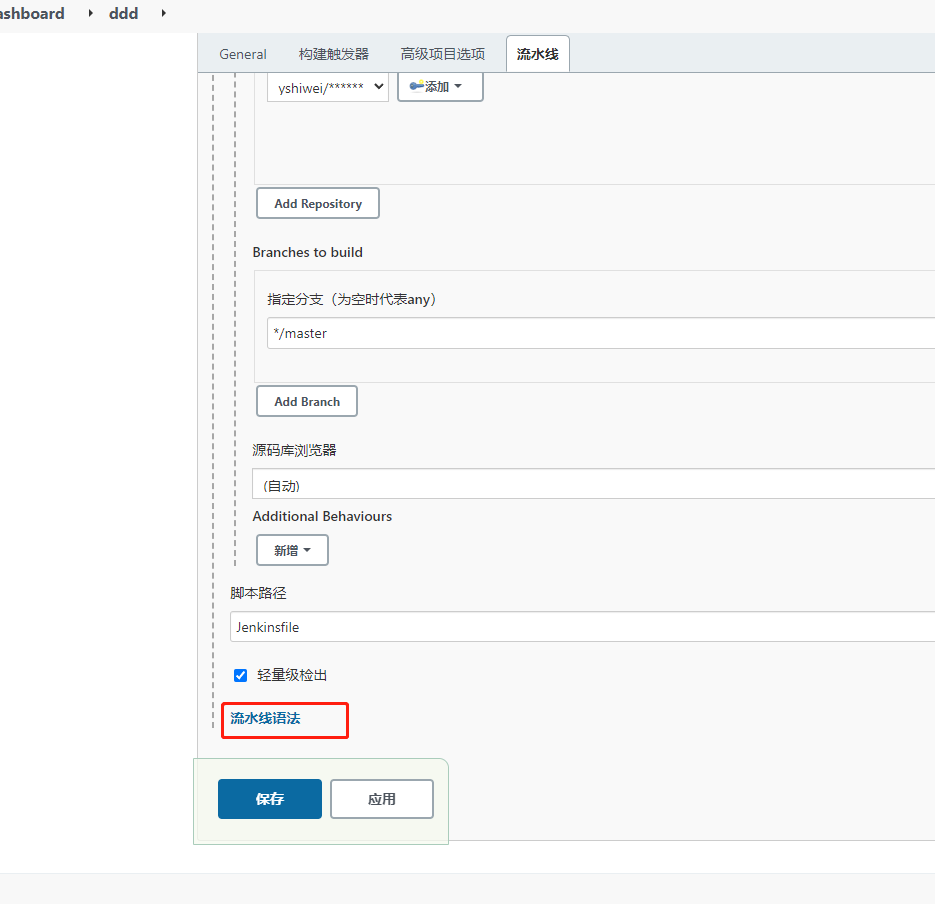 ashboard ddd
General 构建触发器 高级项目选项 流水线
yshiwei/****** 添加
Add Repository
Branches to build
指定分支（为空时代表any）
*/master
Add Branch
源码库浏览器
(自动)
Additional Behaviours
新增
脚本路径
Jenkinsfile
轻量级检出
流水线语法
保存 应用